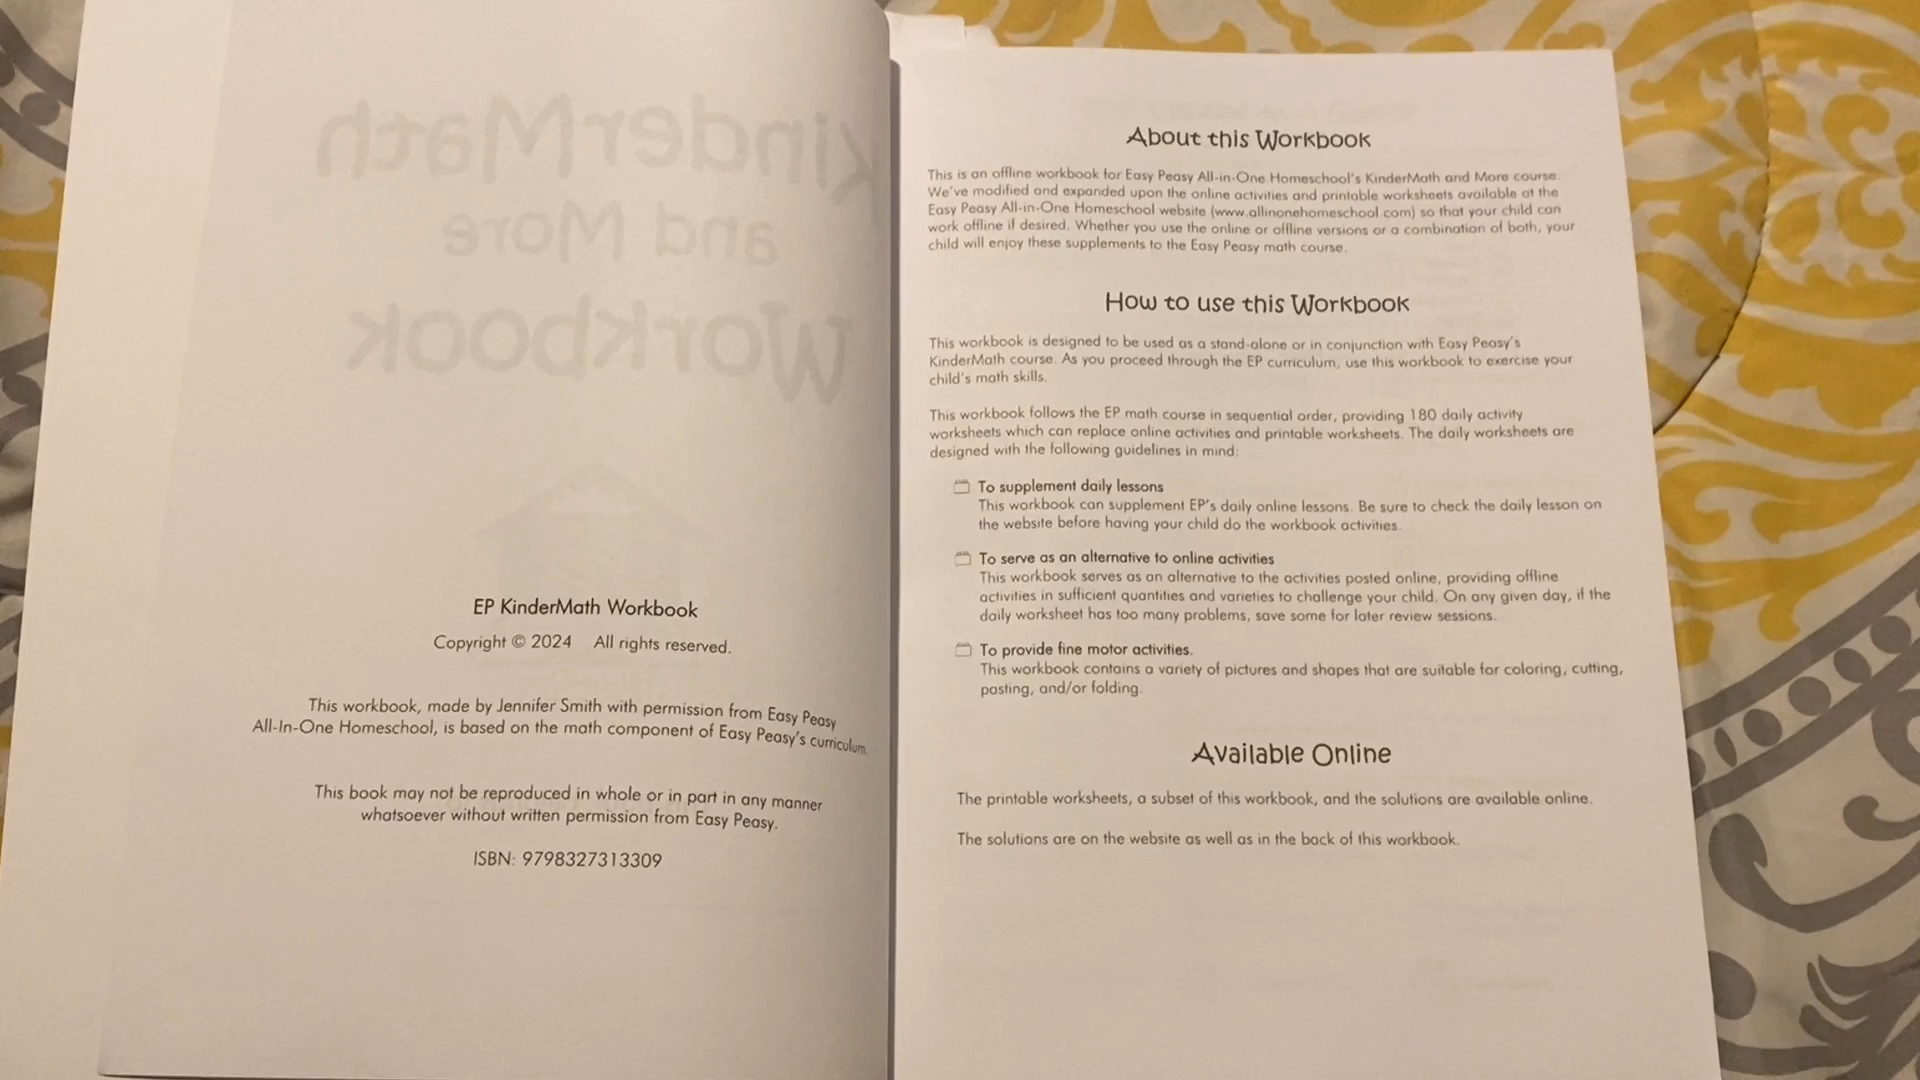 KinderMath
and More
Workbook
EP KinderMath Workbook
Copyright © 2024 All rights reserved.
This workbook, made by Jennifer Smith with permission from Easy Peasy
All-In-One Homeschool, is based on the math component of Easy Peasy's curriculum
This book may not be reproduced in whole or in part in any manner
whatsoever without written permission from Easy Peasy.
ISBN: 9798327313309
About this Workbook
This is an offline workbook for Easy Peasy All-in-One Homeschool's KinderMath and More course.
We've modified and expanded upon the online activities and printable worksheets available at the
Easy Peasy All-in-One Homeschool website (www.allinonehomeschool.com) so that your child can
work offline if desired. Whether you use the online or offline versions or a combination of both, your
child will enjoy these supplements to the Easy Peasy math course.
How to use this Workbook
This workbook is designed to be used as a stand-alone or in conjunction with Easy Peasy's
KinderMath course. As you proceed through the EP curriculum, use this workbook to exercise your
child's math skills.
This workbook follows the EP math course in sequential order, providing 180 daily activity
worksheets which can replace online activities and printable worksheets. The daily worksheets are
designed with the following guidelines in mind:
To supplement daily lessons
This workbook can supplement EP's daily online lessons. Be sure to check the daily lesson on
the website before having your child do the workbook activities.
To serve as an alternative to online activities
This workbook serves as an alternative to the activities posted online, providing offline
activities in sufficient quantities and varieties to challenge your child. On any given day, if the
daily worksheet has too many problems, save some for later review sessions.
To provide fine motor activities.
This workbook contains a variety of pictures and shapes that are suitable for coloring, cutting,
pasting, and/or folding.
Available Online
The printable worksheets, a subset of this workbook, and the solutions are available online.
The solutions are on the website as well as in the back of this workbook.